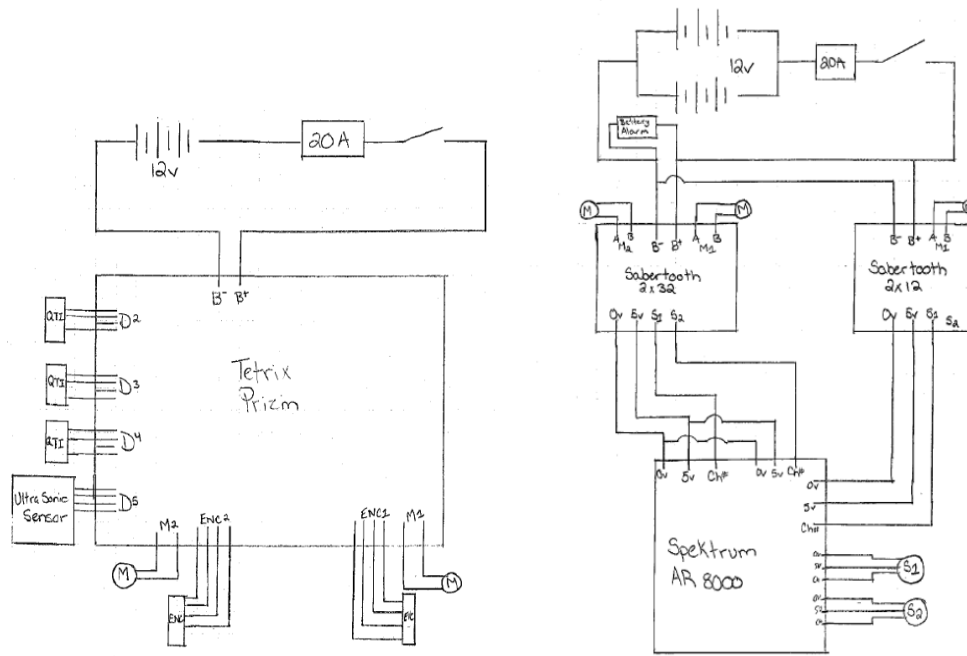 20A
12v
B- B+
QTI
D2
QTI
D3
QTI
D4
Ultra Sonic
Sensor
D5
Tetrix
Prizm
M2
ENC2
ENC1
M1
M
ENC
M
12v
20A
Battery
Alarm
M
M
A B
M2
B- B+
A B
M1
Sabertooth
2x32
0v 5v S1 S2
B- B+
A B
M1
Sabertooth
2x12
0v 5v S1
S2
0v 5v Ch#
0v 5v Ch#
0v
5v
Ch#
Spektrum
AR 8000
S1
S2